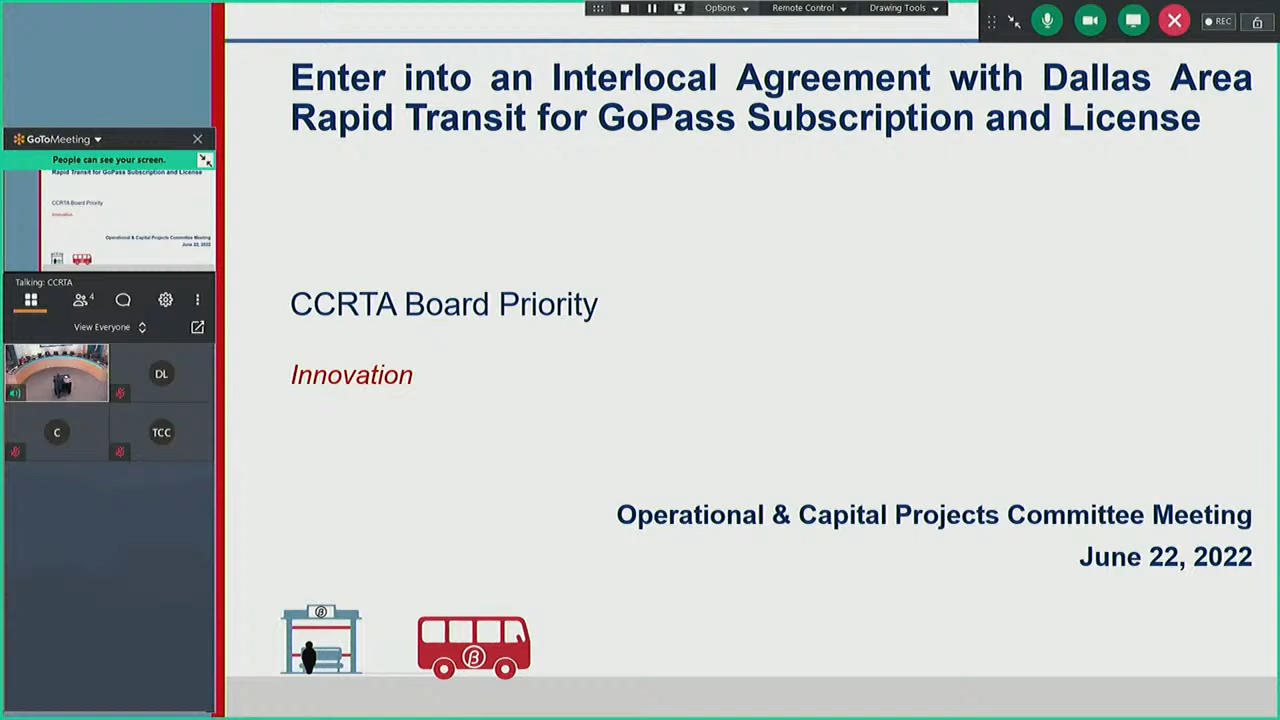 Options
Remote Control
Drawing Tools
REC
GoToMeeting
People can see your screen.
Rapid Transit for GoPass Subscription and License
CCRTA Board Priority
Innovation
Operational & Capital Projects Committee Meeting
June 22, 2022
Talking: CCRTA
4
View Everyone
DL
C
TCC
Enter into an Interlocal Agreement with Dallas Area
Rapid Transit for GoPass Subscription and License
CCRTA Board Priority
Innovation
Operational & Capital Projects Committee Meeting
June 22, 2022